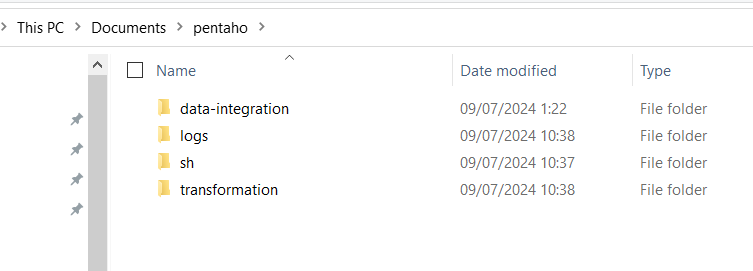 This PC Documents pentaho
Name Date modified Type
data-integration 09/07/2024 1:22 File folder
logs 09/07/2024 10:38 File folder
sh 09/07/2024 10:37 File folder
transformation 09/07/2024 10:38 File folder